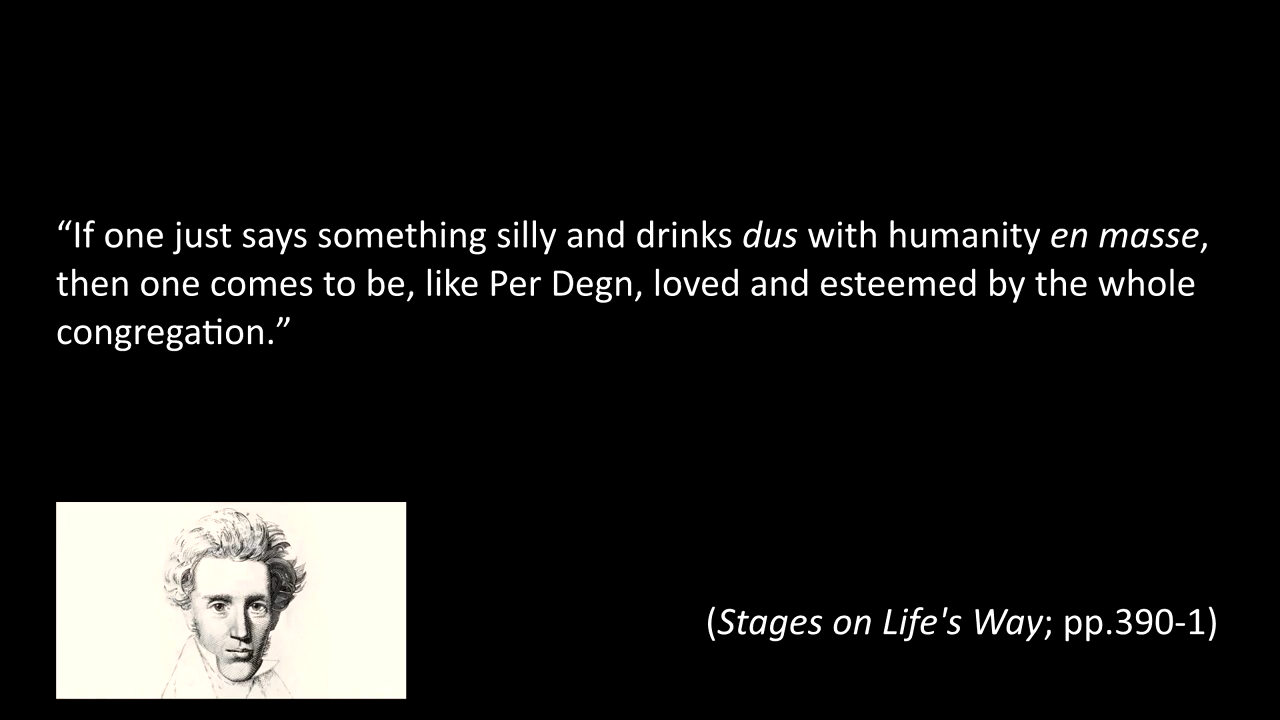 “If one just says something silly and drinks dus with humanity en masse,
then one comes to be, like Per Degn, loved and esteemed by the whole
congregation.”
(Stages on Life's Way; pp.390-1)